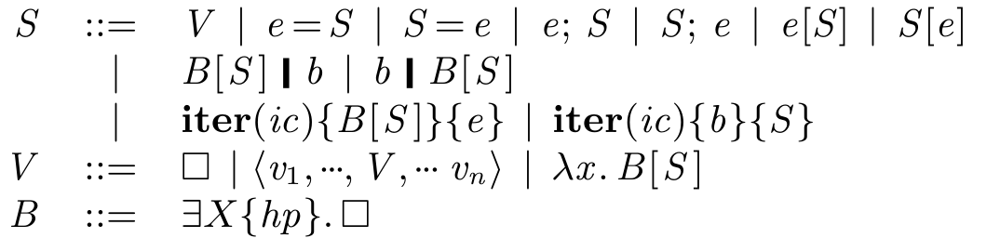 S ::= V | e = S | S = e | e; S | S; e | e[S] | S[e]
| B[S] ❙ b | b ❙ B[S]
| iter(ic){B[S]}{e} | iter(ic){b}{S}
V ::= □ | ⟨v₁, ⋯, V, ⋯ vₙ⟩ | λx. B[S]
B ::= ∃X{hp}. □